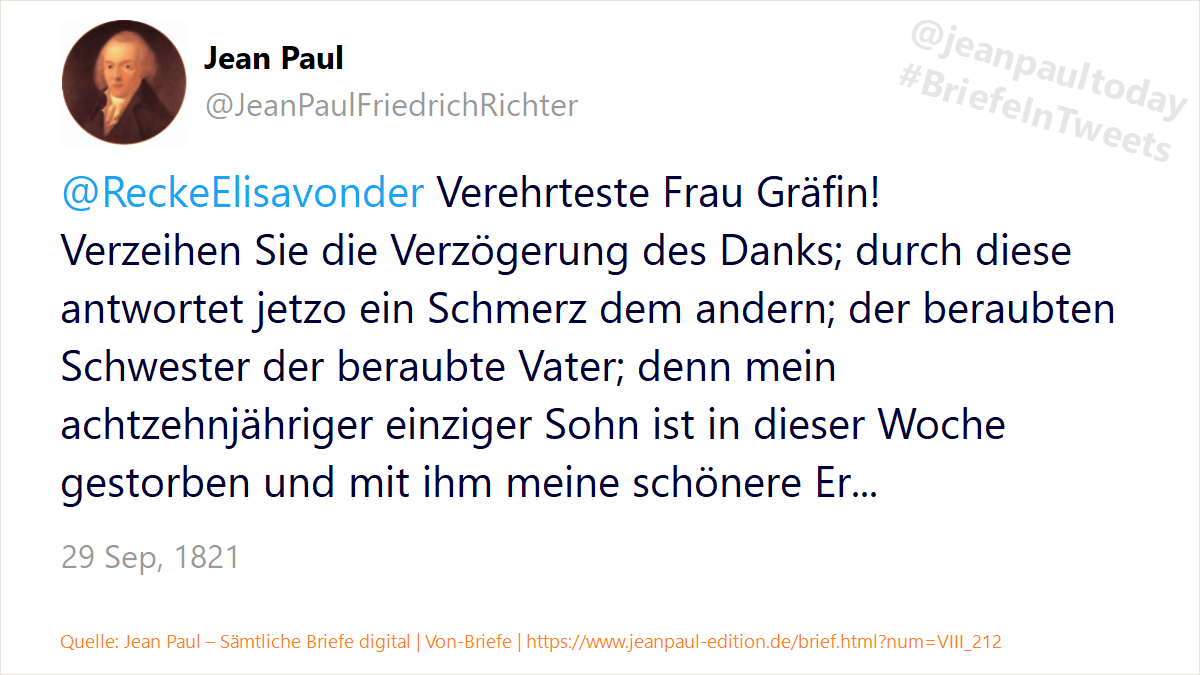 Jean Paul
@JeanPaulFriedrichRichter
@jeanpaultoday
#BriefeInTweets
@ReckeElisavonder Verehrteste Frau Gräfin!
Verzeihen Sie die Verzögerung des Danks; durch diese
antwortet jetzo ein Schmerz dem andern; der beraubten
Schwester der beraubte Vater; denn mein
achtzehnjähriger einziger Sohn ist in dieser Woche
gestorben und mit ihm meine schönere Er...
29 Sep, 1821
Quelle: Jean Paul – Sämtliche Briefe digital | Von-Briefe | https://www.jeanpaul-edition.de/brief.html?num=VIII_212